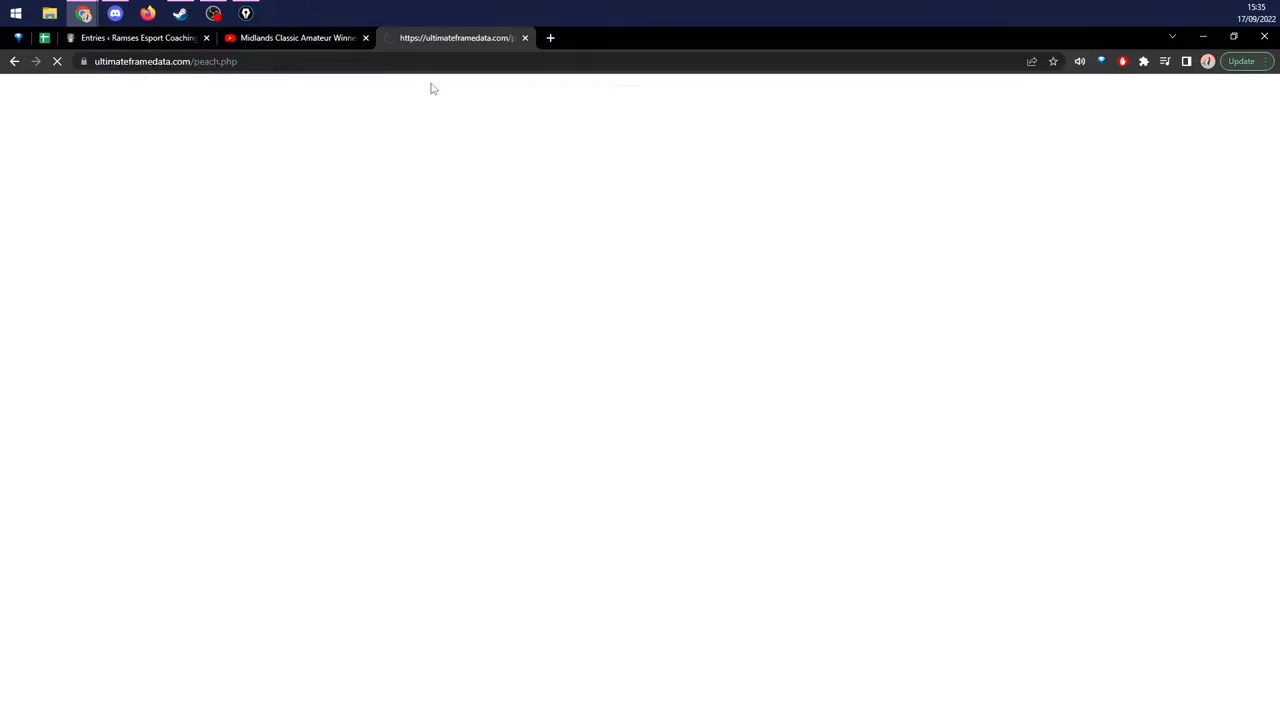 15:35
17/09/2022
Entries ‹ Ramses Esport Coaching
Midlands Classic Amateur Winne
https://ultimateframedata.com/p
ultimateframedata.com/peach.php
Update